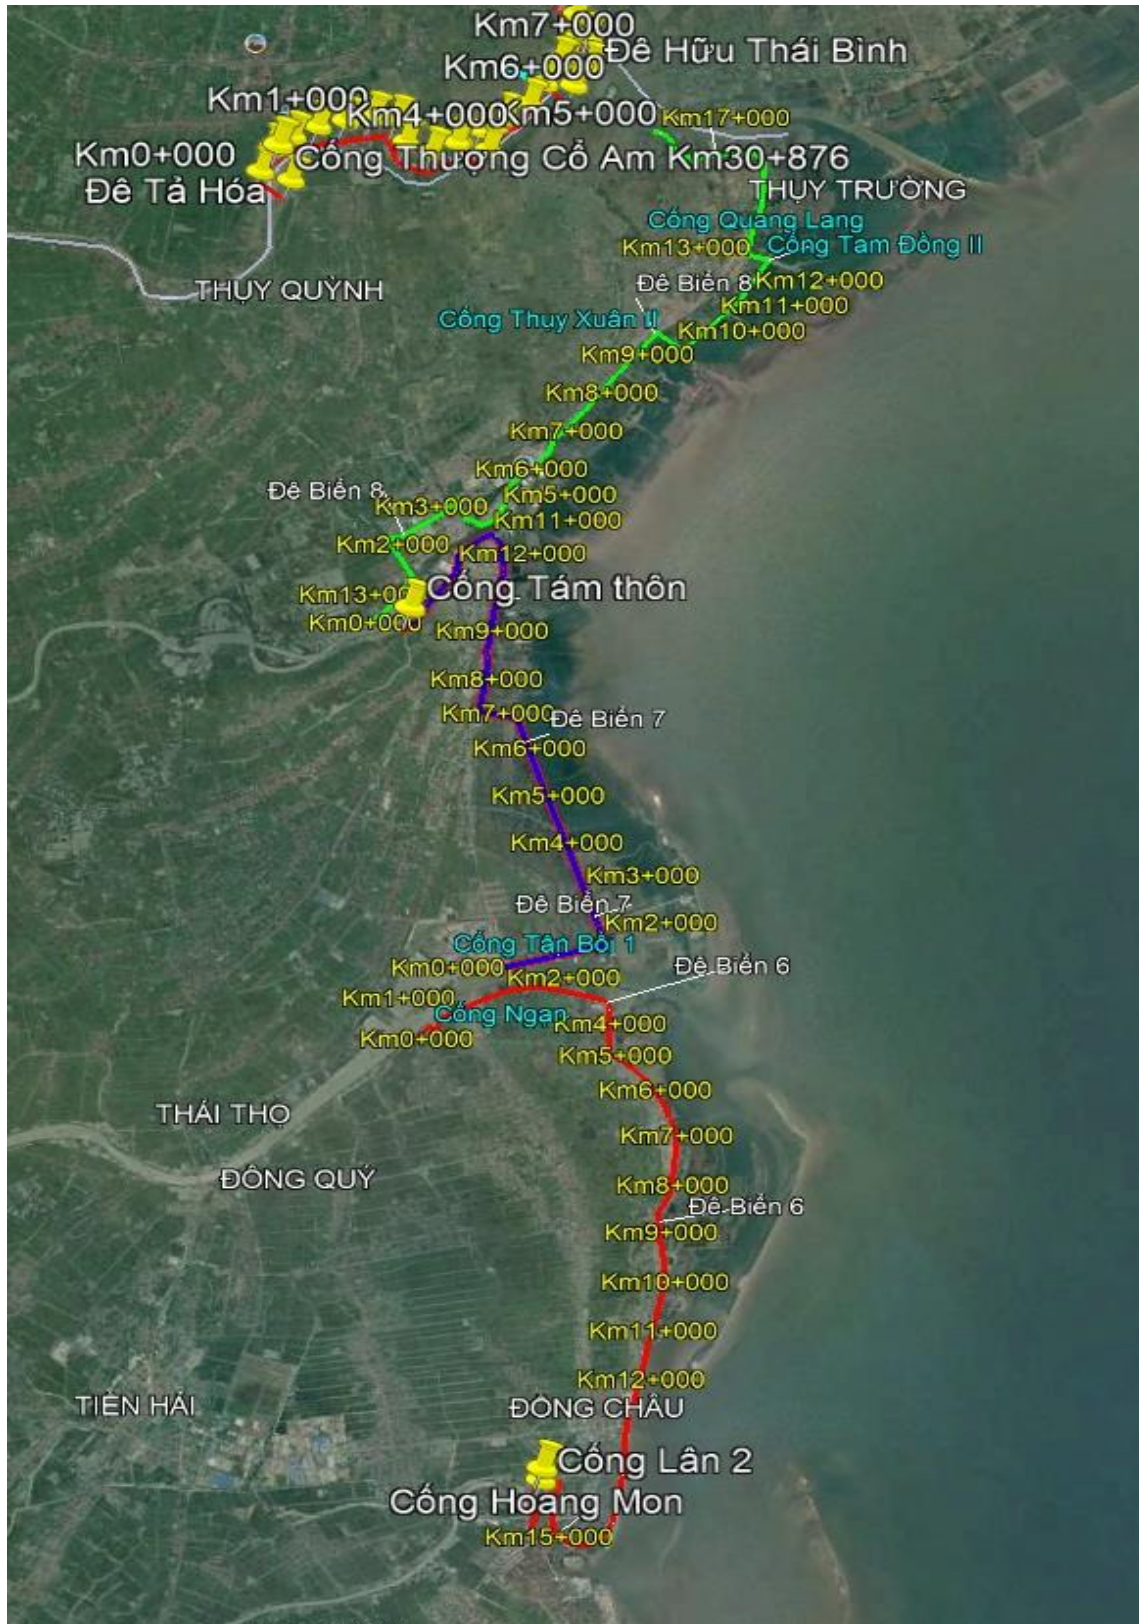 Km7+000
Đê Hữu Thái Bình
Km6+000
Km1+000
Km4+000
Km5+000
Km17+000
Km0+000
Cống Thượng Cổ Am Km30+876
Đê Tả Hóa
THỤY TRƯỜNG
Cống Quang Lang
Km13+000
Cống Tam Đồng II
THỤY QUỲNH
Đê Biển 8
Km12+000
Km11+000
Cống Thụy Xuân II
Km10+000
Km9+000
Km8+000
Km7+000
Km6+000
Đê Biển 8
Km5+000
Km3+000
Km11+000
Km2+000
Km12+000
Cống Tám thôn
Km13+000
Km0+000
Km9+000
Km8+000
Km7+000
Đê Biển 7
Km6+000
Km5+000
Km4+000
Km3+000
Đê Biển 7
Km2+000
Cống Tân Bồi 1
Km0+000
Đê Biển 6
Km2+000
Km1+000
Cống Ngạn
Km4+000
Km0+000
Km5+000
Km6+000
THÁI THỌ
Km7+000
ĐÔNG QUÝ
Km8+000
Đê Biển 6
Km9+000
Km10+000
Km11+000
Km12+000
TIỀN HẢI
ĐỒNG CHÂU
Cống Lân 2
Cống Hoàng Môn
Km15+000